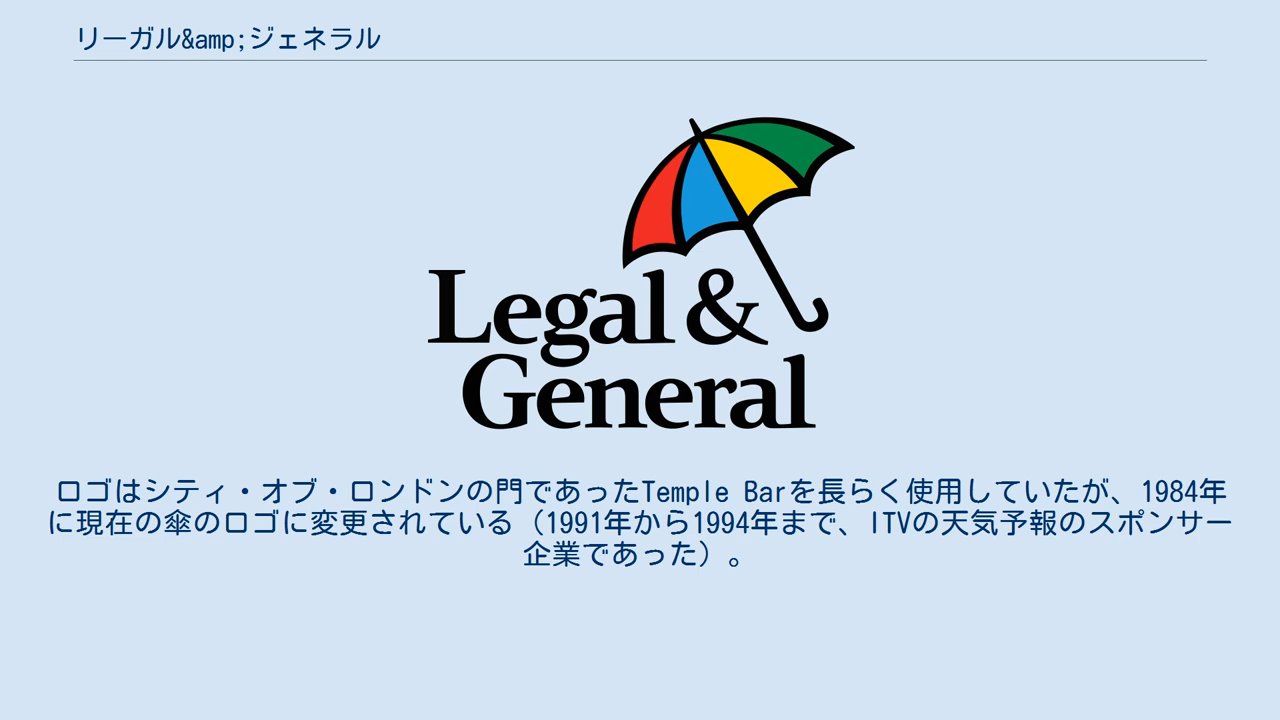 リーガル&amp;ジェネラル
Legal &
General
ロゴはシティ・オブ・ロンドンの門であったTemple Barを長らく使用していたが、1984年
に現在の傘のロゴに変更されている（1991年から1994年まで、ITVの天気予報のスポンサー
企業であった）。